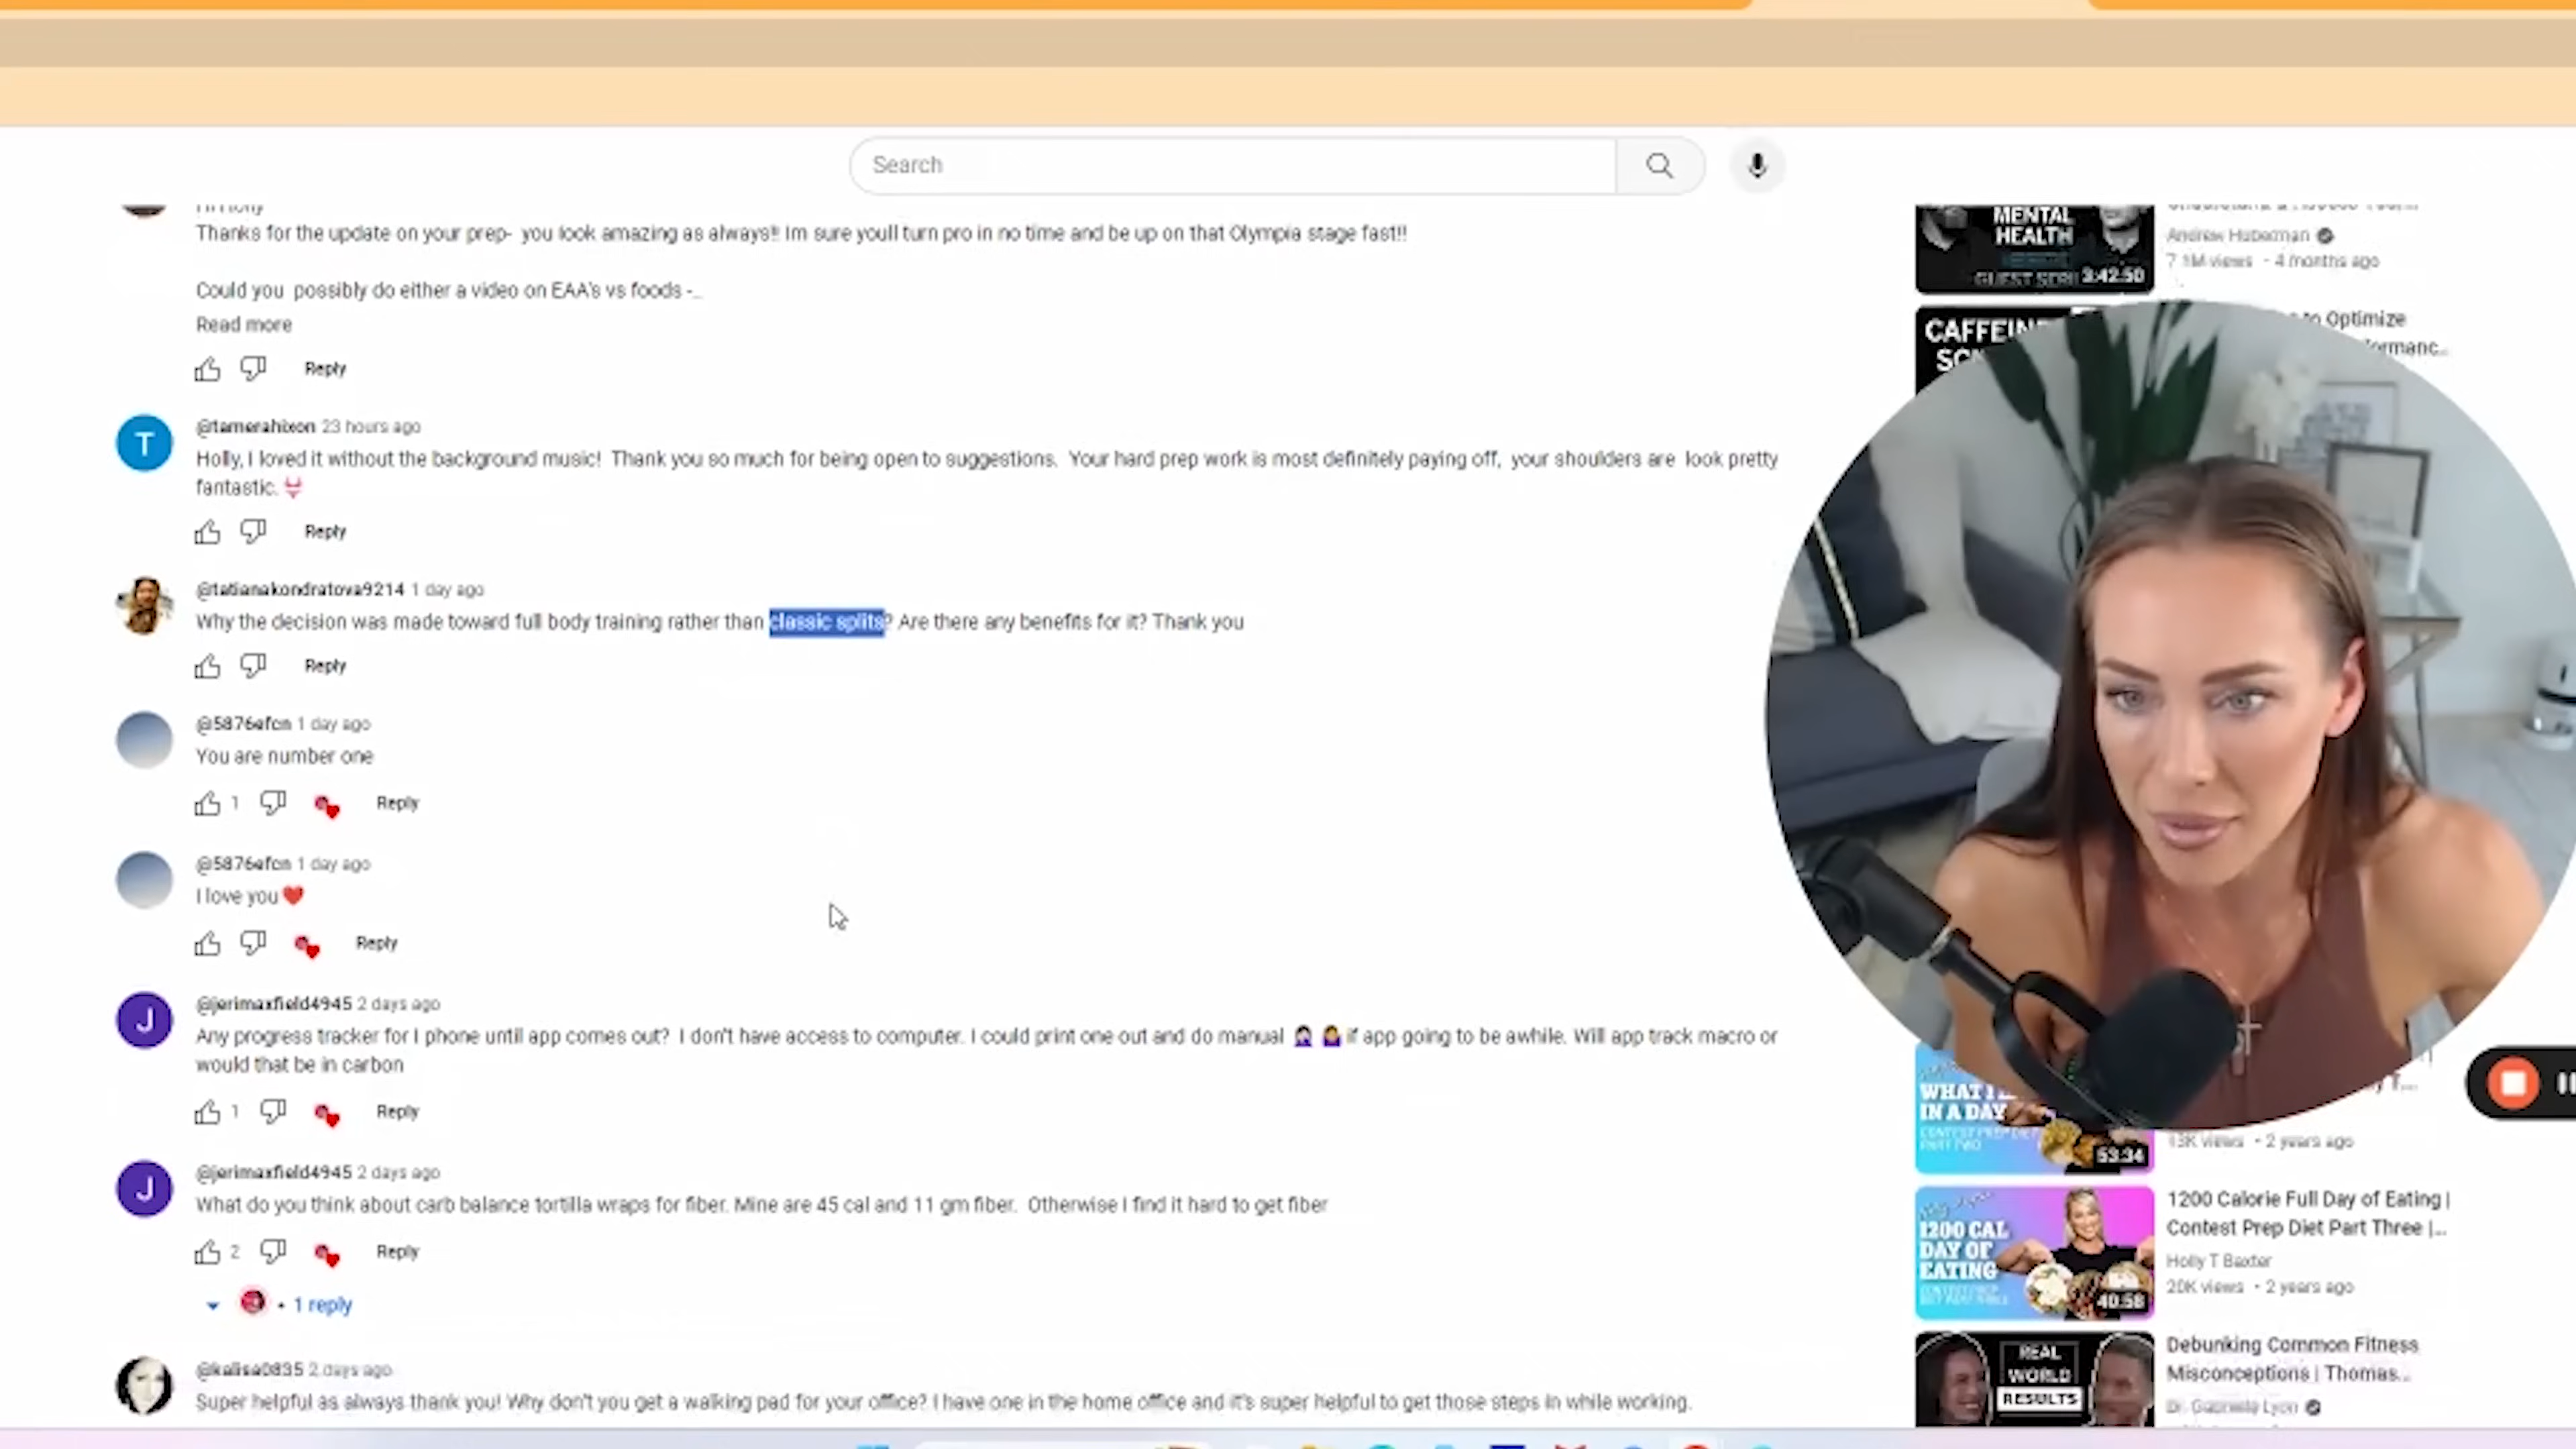 Search
Thanks for the update on your prep- you look amazing as always!! Im sure youll turn pro in no time and be up on that Olympia stage fast!!
Could you possibly do either a video on EAA's vs foods -...
Read more
Reply
@tamerahixon 23 hours ago
Holly, I loved it without the background music! Thank you so much for being open to suggestions. Your hard prep work is most definitely paying off, your shoulders are look pretty
fantastic. 👙
Reply
@tatianakondratova9214 1 day ago
Why the decision was made toward full body training rather than classic splits? Are there any benefits for it? Thank you
Reply
@5876efcn 1 day ago
You are number one
1 Reply
@5876efcn 1 day ago
I love you ❤️
Reply
J
@jerimaxfield4945 2 days ago
Any progress tracker for I phone until app comes out? I don't have access to computer. I could print one out and do manual 🤦🏻‍♀️ 🤷‍♀️ if app going to be awhile. Will app track macro or
would that be in carbon
1 Reply
J
@jerimaxfield4945 2 days ago
What do you think about carb balance tortilla wraps for fiber. Mine are 45 cal and 11 gm fiber. Otherwise I find it hard to get fiber
2 Reply
• 1 reply
@kalisa0835 2 days ago
Super helpful as always thank you! Why don't you get a walking pad for your office? I have one in the home office and it's super helpful to get those steps in while working.
T
MENTAL
HEALTH
3:42:50
Andrew Huberman
7.1M views • 4 months ago
to Optimize
IN A DAY
53:34
13K views • 2 years ago
1200 CAL
DAY OF
EATING
40:58
1200 Calorie Full Day of Eating |
Contest Prep Diet Part Three |...
Holly T Baxter
20K views • 2 years ago
REAL
WORLD
RESULTS
Debunking Common Fitness
Misconceptions | Thomas...
Dr. Gabrielle Lyon